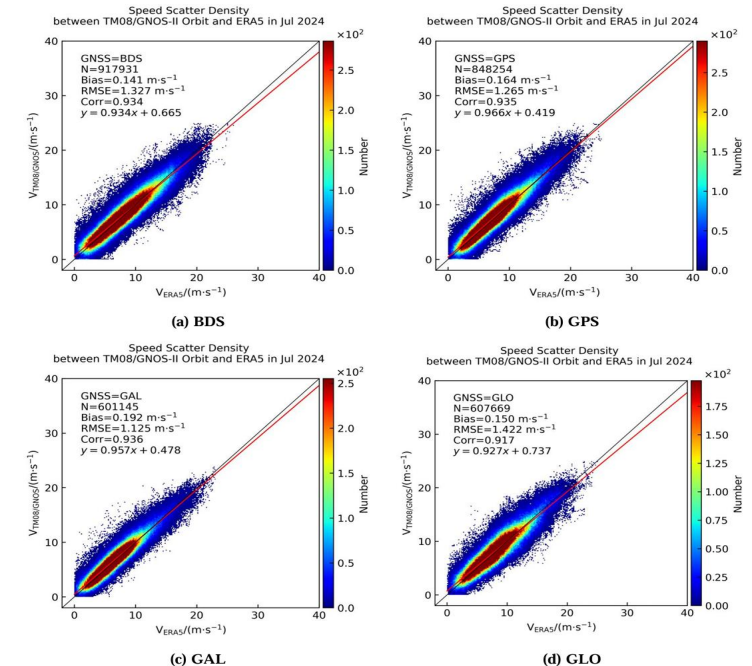 Speed Scatter Density
between TM08/GNOS-II Orbit and ERA5 in Jul 2024
×10²
40
30
20
10
0
0 10 20 30 40
V_TM08/GNOS/(m·s⁻¹)
V_ERA5/(m·s⁻¹)
GNSS=BDS
N=917931
Bias=0.141 m·s⁻¹
RMSE=1.327 m·s⁻¹
Corr=0.934
y = 0.934x + 0.665
2.5
2.0
1.5
1.0
0.5
0.0
Number
(a) BDS
Speed Scatter Density
between TM08/GNOS-II Orbit and ERA5 in Jul 2024
×10²
40
30
20
10
0
0 10 20 30 40
V_TM08/GNOS/(m·s⁻¹)
V_ERA5/(m·s⁻¹)
GNSS=GPS
N=848254
Bias=0.164 m·s⁻¹
RMSE=1.265 m·s⁻¹
Corr=0.935
y = 0.966x + 0.419
2.5
2.0
1.5
1.0
0.5
0.0
Number
(b) GPS
Speed Scatter Density
between TM08/GNOS-II Orbit and ERA5 in Jul 2024
×10²
40
30
20
10
0
0 10 20 30 40
V_TM08/GNOS/(m·s⁻¹)
V_ERA5/(m·s⁻¹)
GNSS=GAL
N=601145
Bias=0.192 m·s⁻¹
RMSE=1.125 m·s⁻¹
Corr=0.936
y = 0.957x + 0.478
2.5
2.0
1.5
1.0
0.5
0.0
Number
(c) GAL
Speed Scatter Density
between TM08/GNOS-II Orbit and ERA5 in Jul 2024
×10²
40
30
20
10
0
0 10 20 30 40
V_TM08/GNOS/(m·s⁻¹)
V_ERA5/(m·s⁻¹)
GNSS=GLO
N=607669
Bias=0.150 m·s⁻¹
RMSE=1.422 m·s⁻¹
Corr=0.917
y = 0.927x + 0.737
1.75
1.50
1.25
1.00
0.75
0.50
0.25
0.00
Number
(d) GLO